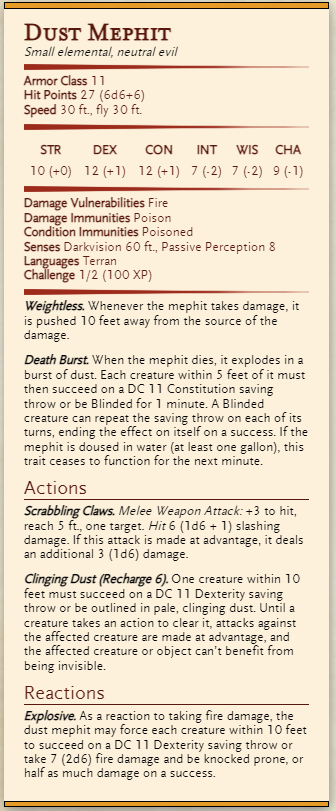 Dust Mephit
Small elemental, neutral evil
Armor Class 11
Hit Points 27 (6d6+6)
Speed 30 ft., fly 30 ft.
STR DEX CON INT WIS CHA
10 (+0) 12 (+1) 12 (+1) 7 (-2) 7 (-2) 9 (-1)
Damage Vulnerabilities Fire
Damage Immunities Poison
Condition Immunities Poisoned
Senses Darkvision 60 ft., Passive Perception 8
Languages Terran
Challenge 1/2 (100 XP)
Weightless. Whenever the mephit takes damage, it
is pushed 10 feet away from the source of the
damage.
Death Burst. When the mephit dies, it explodes in a
burst of dust. Each creature within 5 feet of it must
then succeed on a DC 11 Constitution saving
throw or be Blinded for 1 minute. A Blinded
creature can repeat the saving throw on each of its
turns, ending the effect on itself on a success. If the
mephit is doused in water (at least one gallon), this
trait ceases to function for the next minute.
Actions
Scrabbling Claws. Melee Weapon Attack: +3 to hit,
reach 5 ft., one target. Hit 6 (1d6 + 1) slashing
damage. If this attack is made at advantage, it deals
an additional 3 (1d6) damage.
Clinging Dust (Recharge 6). One creature within 10
feet must succeed on a DC 11 Dexterity saving
throw or be outlined in pale, clinging dust. Until a
creature takes an action to clear it, attacks against
the affected creature are made at advantage, and
the affected creature or object can't benefit from
being invisible.
Reactions
Explosive. As a reaction to taking fire damage, the
dust mephit may force each creature within 10 feet
to succeed on a DC 11 Dexterity saving throw or
take 7 (2d6) fire damage and be knocked prone, or
half as much damage on a success.